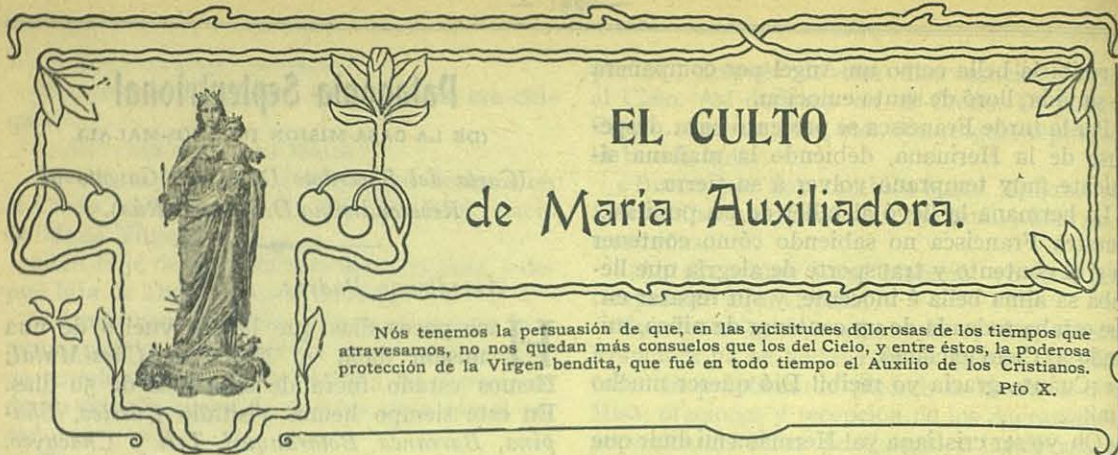 EL CULTO
de María Auxiliadora.
Nós tenemos la persuasión de que, en las vicisitudes dolorosas de los tiempos que
atravesamos, no nos quedan más consuelos que los del Cielo, y entre éstos, la poderosa
protección de la Virgen bendita, que fué en todo tiempo el Auxilio de los Cristianos.
Pío X.